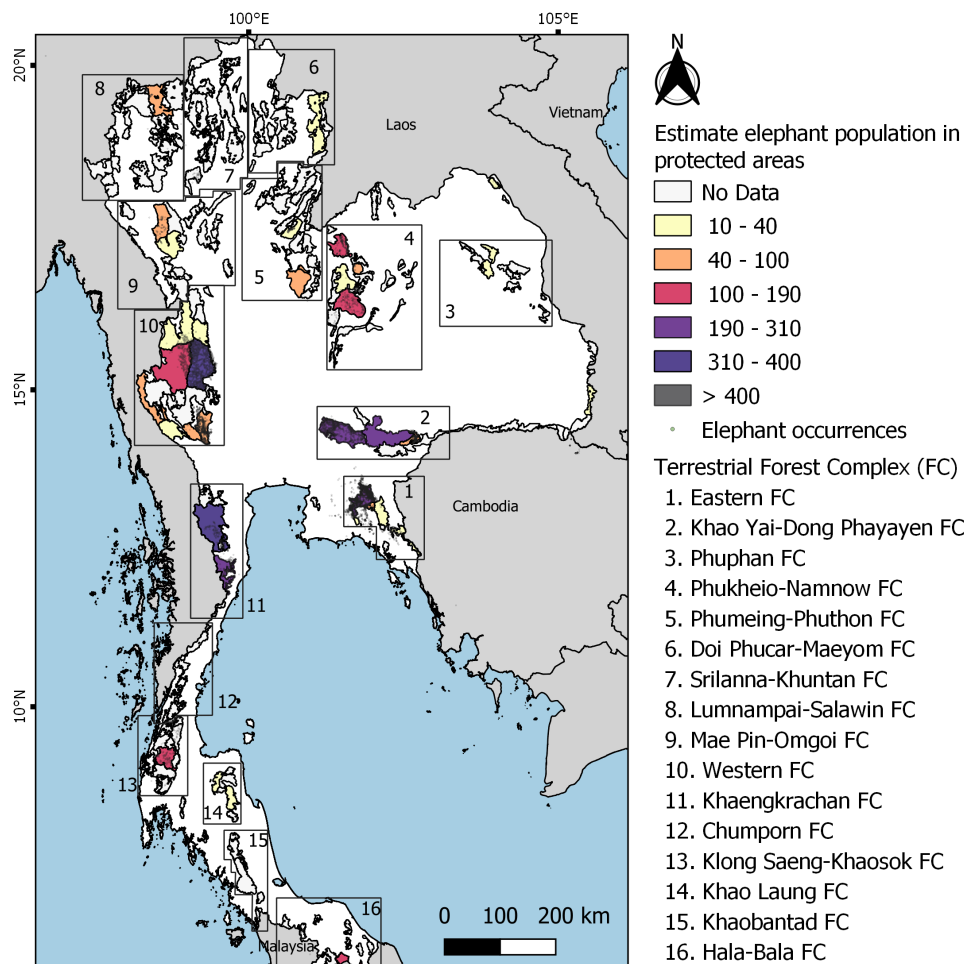 100°E
105°E
20°N
15°N
10°N
8
7
6
Laos
Vietnam
9
5
4
3
10
2
1
Cambodia
11
12
13
14
15
16
Malaysia
0 100 200 km
N
Estimate elephant population in
protected areas
No Data
10 - 40
40 - 100
100 - 190
190 - 310
310 - 400
> 400
Elephant occurrences
Terrestrial Forest Complex (FC)
1. Eastern FC
2. Khao Yai-Dong Phayayen FC
3. Phuphan FC
4. Phukheio-Namnow FC
5. Phumeing-Phuthon FC
6. Doi Phucar-Maeyom FC
7. Srilanna-Khuntan FC
8. Lumnampai-Salawin FC
9. Mae Pin-Omgoi FC
10. Western FC
11. Khaengkrachan FC
12. Chumporn FC
13. Klong Saeng-Khaosok FC
14. Khao Laung FC
15. Khaobantad FC
16. Hala-Bala FC